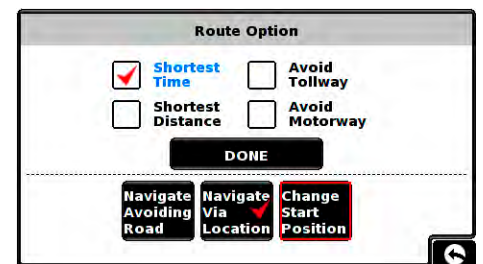 Route Option
Shortest
Time
Avoid
Tollway
Shortest
Distance
Avoid
Motorway
DONE
Navigate
Avoiding
Road
Navigate
Via
Location
Change
Start
Position